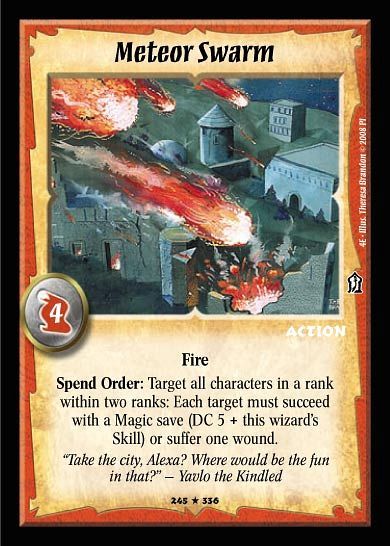 Meteor Swarm
4E • Illus. Theresa Brandon © 2008 P1
4
ACTION
Fire
Spend Order: Target all characters in a rank
within two ranks: Each target must succeed
with a Magic save (DC 5 + this wizard's
Skill) or suffer one wound.
“Take the city, Alexa? Where would be the fun
in that?” – Yavlo the Kindled
245 ★ 336